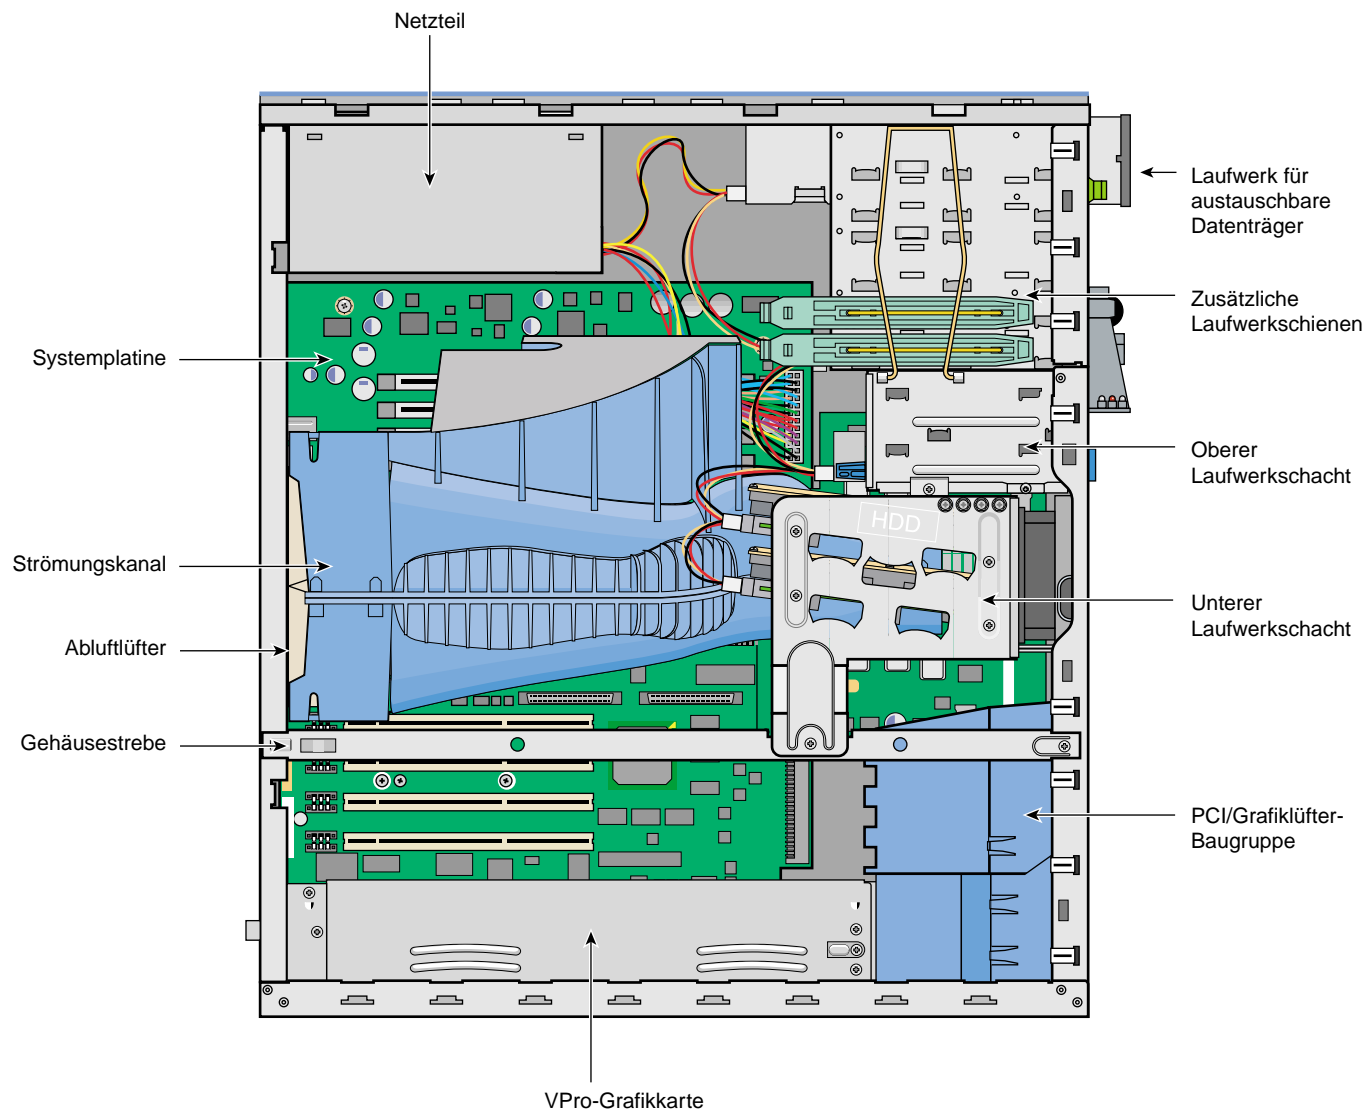 Netzteil
Laufwerk für
austauschbare
Datenträger
Zusätzliche
Laufwerkschienen
Systemplatine
Oberer
Laufwerkschacht
HDD
Strömungskanal
Unterer
Laufwerkschacht
Abluftlüfter
Gehäusestrebe
PCI/Grafiklüfter-
Baugruppe
VPro-Grafikkarte